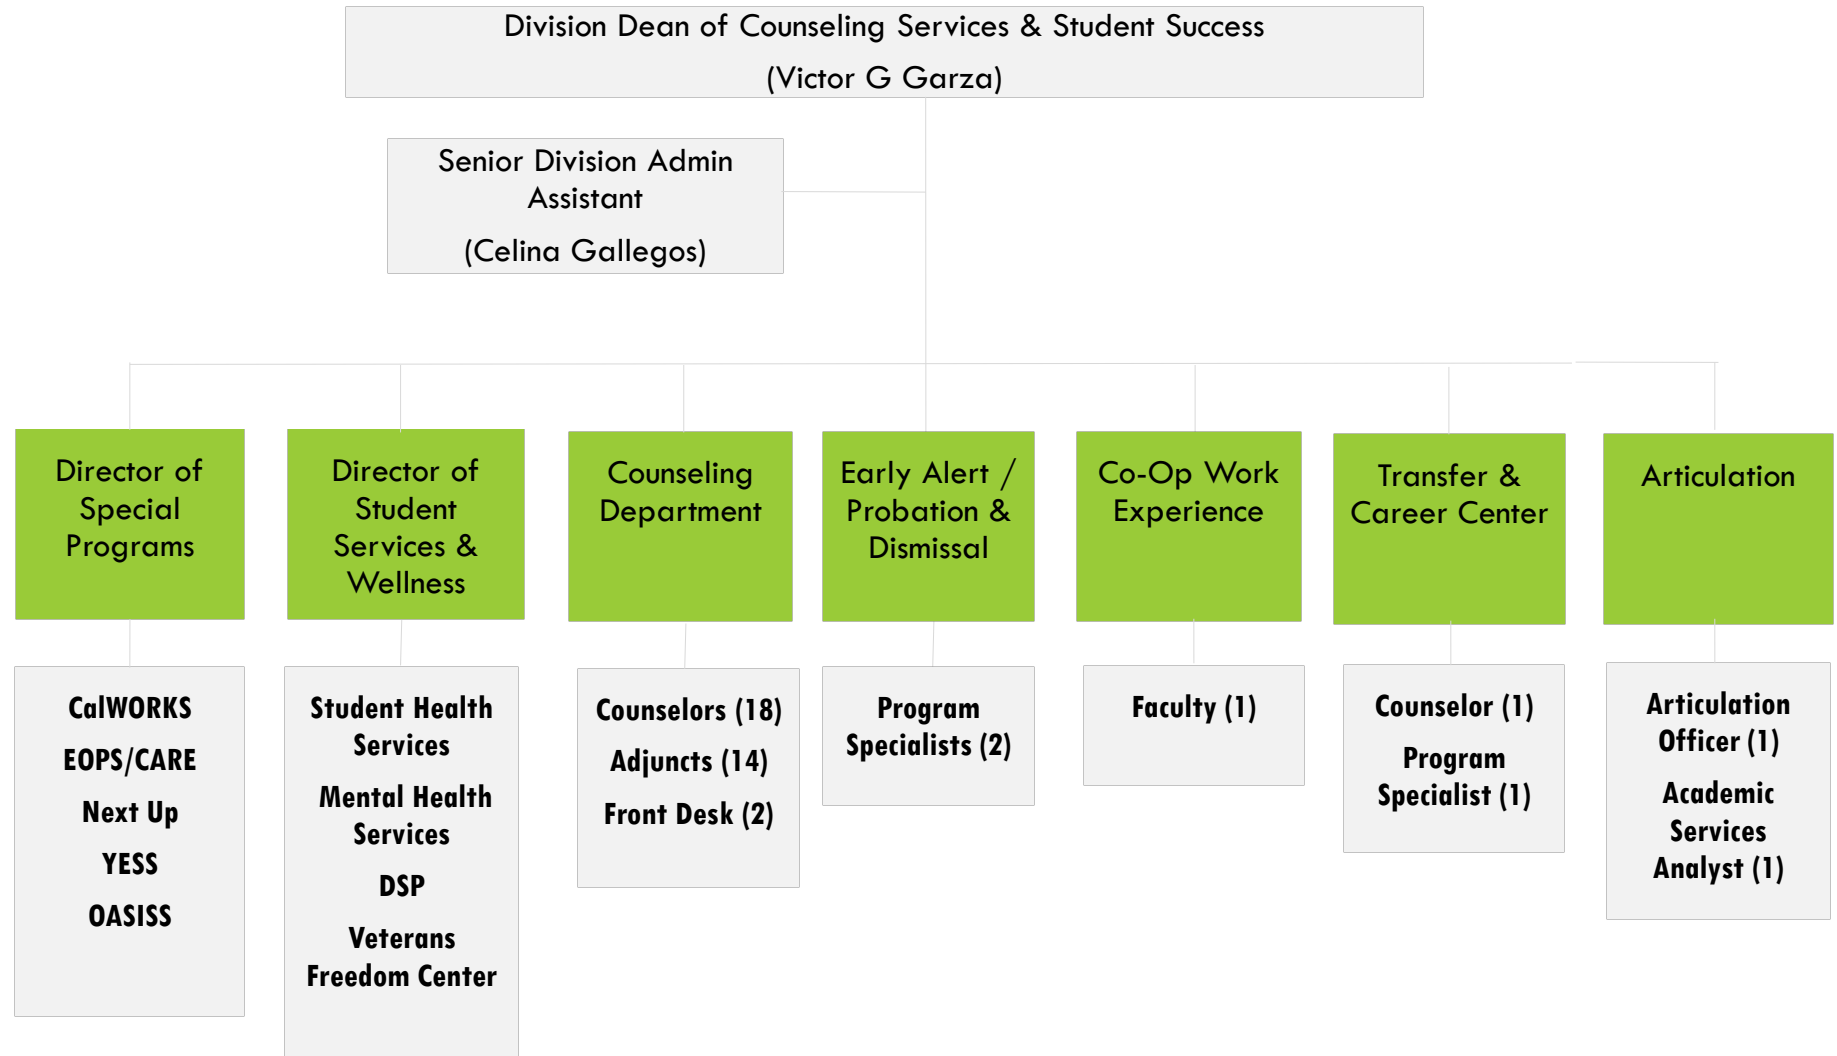 Division Dean of Counseling Services & Student Success
(Victor G Garza)
Senior Division Admin
Assistant
(Celina Gallegos)
Director of
Special
Programs
Director of
Student
Services &
Wellness
Counseling
Department
Early Alert /
Probation &
Dismissal
Co-Op Work
Experience
Transfer &
Career Center
Articulation
CalWORKS
EOPS/CARE
Next Up
YESS
OASISS
Student Health
Services
Mental Health
Services
DSP
Veterans
Freedom Center
Counselors (18)
Adjuncts (14)
Front Desk (2)
Program
Specialists (2)
Faculty (1)
Counselor (1)
Program
Specialist (1)
Articulation
Officer (1)
Academic
Services
Analyst (1)